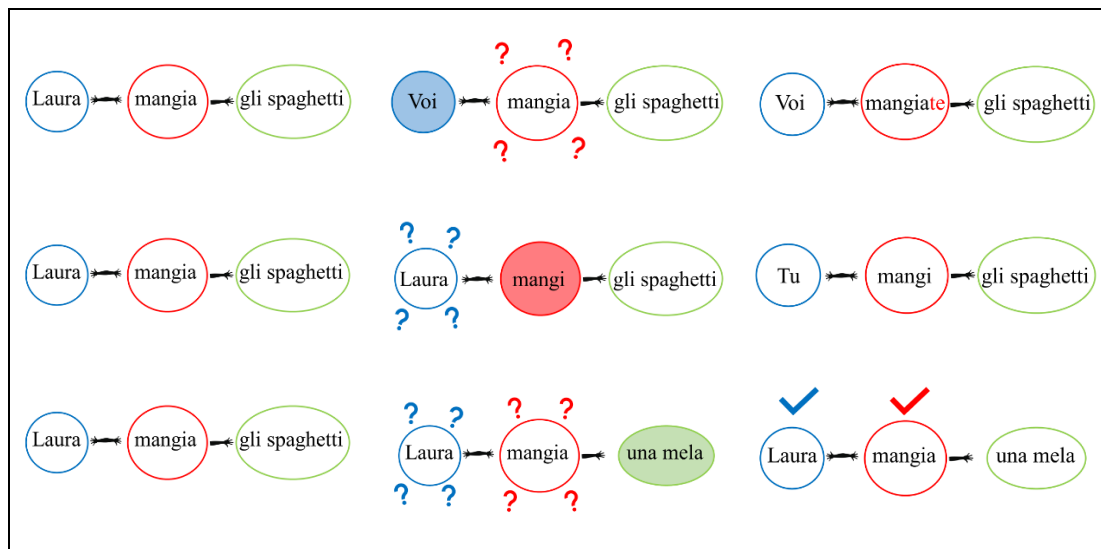 Laura mangia gli spaghetti ? ? Voi mangia gli spaghetti ? ? Voi mangiate gli spaghetti
Laura mangia gli spaghetti ? ? Laura mangi gli spaghetti ? ? Tu mangi gli spaghetti
Laura mangia gli spaghetti ? ? ? ? Laura mangia una mela ? ? ? ? Laura mangia una mela